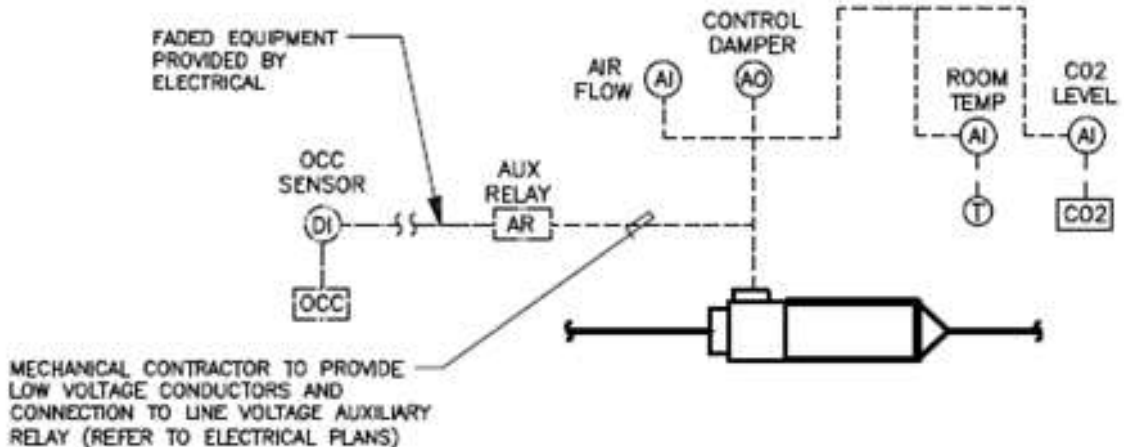 FADED EQUIPMENT
PROVIDED BY
ELECTRICAL
AIR
FLOW
AI
CONTROL
DAMPER
AO
ROOM
TEMP
AI
T
CO2
LEVEL
AI
CO2
OCC
SENSOR
DI
OCC
AUX
RELAY
AR
MECHANICAL CONTRACTOR TO PROVIDE
LOW VOLTAGE CONDUCTORS AND
CONNECTION TO LINE VOLTAGE AUXILIARY
RELAY (REFER TO ELECTRICAL PLANS)